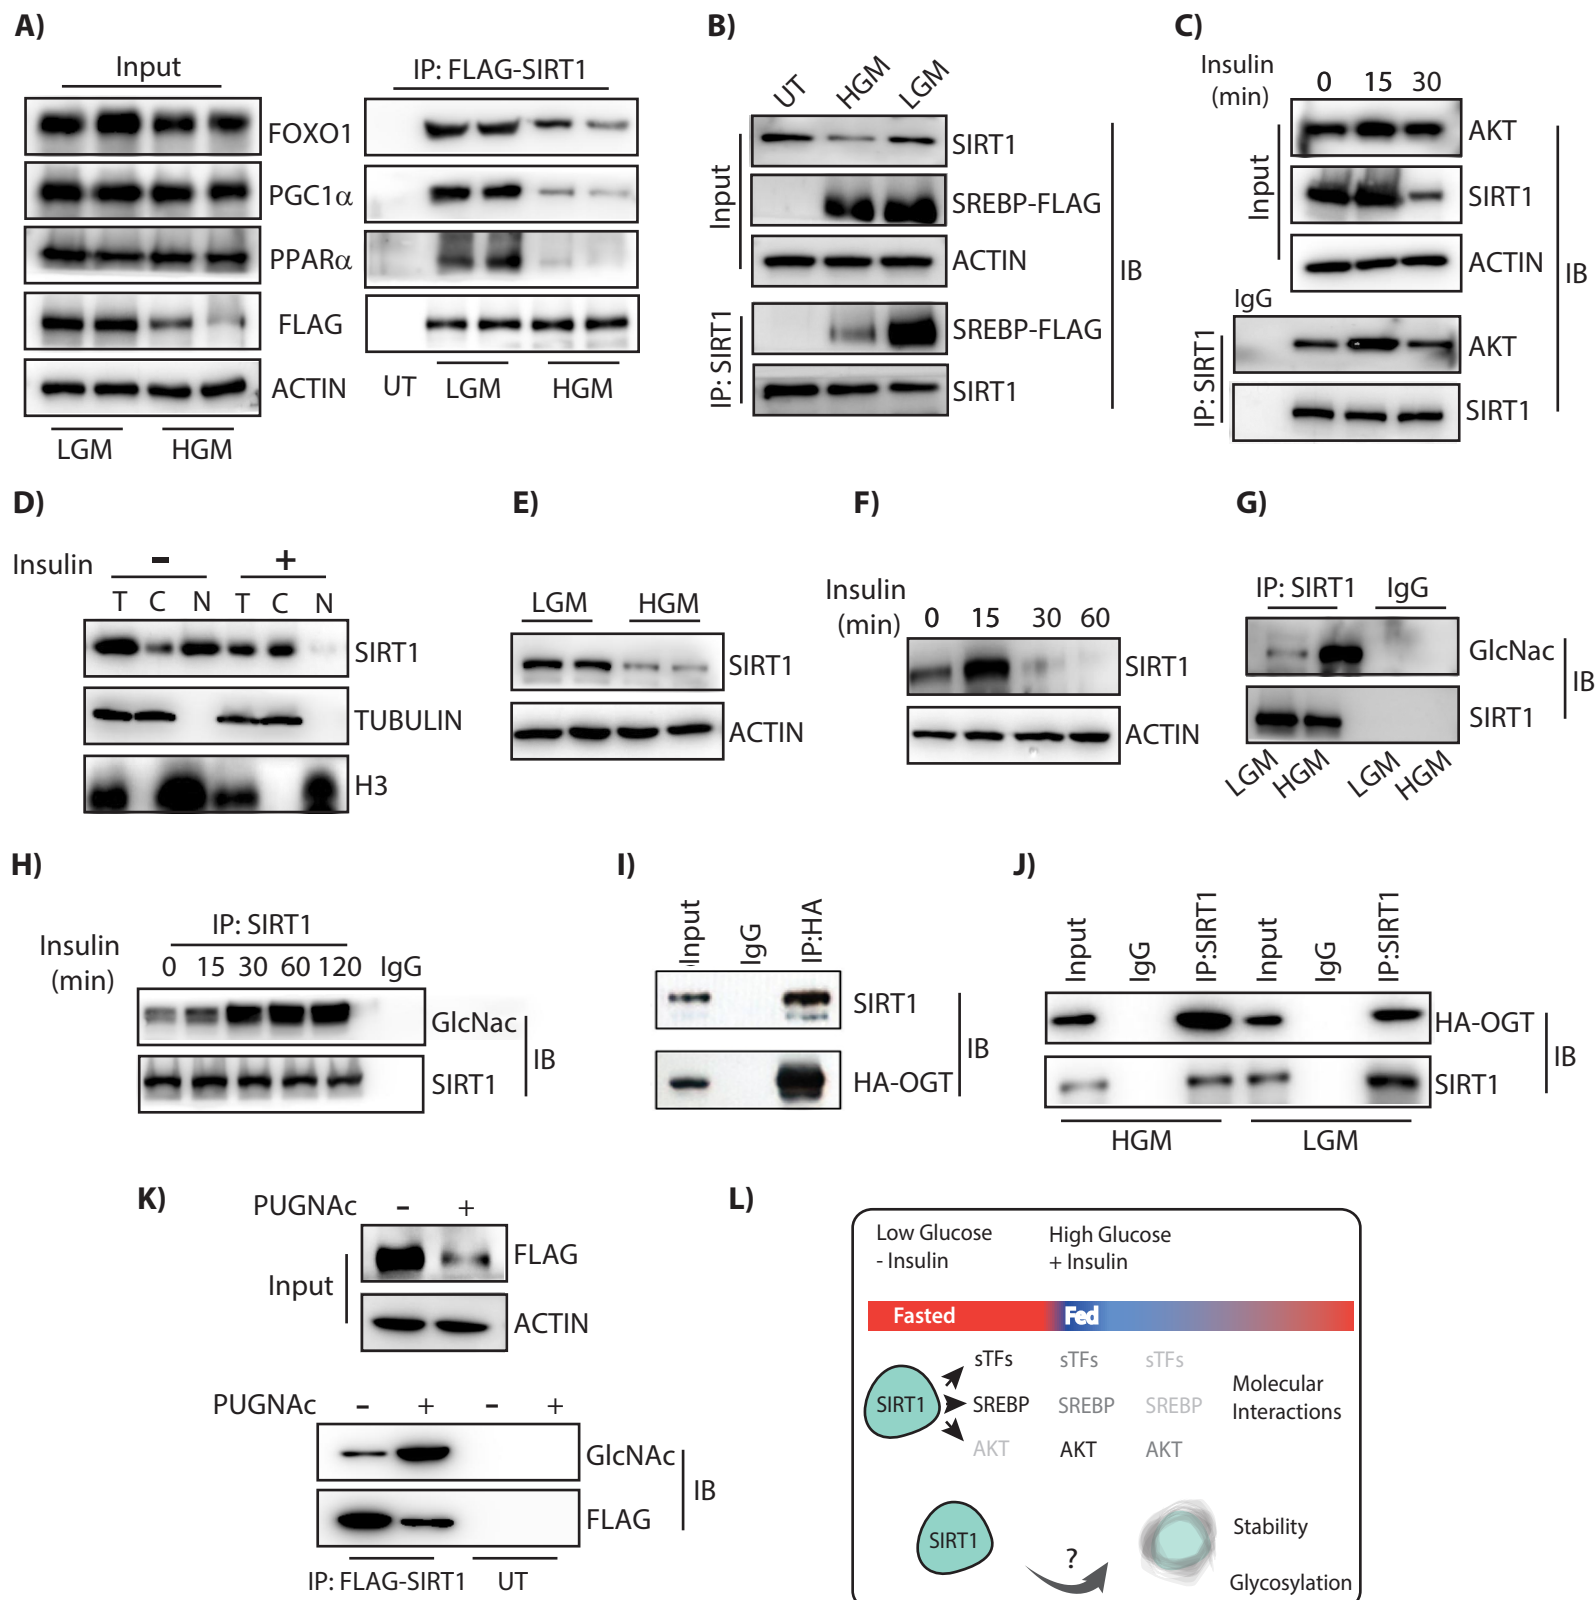 A)
Input
IP: FLAG-SIRT1
FOXO1
PGC1α
PPARα
FLAG
ACTIN
LGM HGM
UT LGM HGM
B)
UT HGM LGM
Input
SIRT1
SREBP-FLAG
ACTIN
IP: SIRT1
SREBP-FLAG
SIRT1
IB
C)
Insulin
(min)
0 15 30
Input
AKT
SIRT1
ACTIN
IgG
IP: SIRT1
AKT
SIRT1
IB
D)
Insulin - +
T C N T C N
SIRT1
TUBULIN
H3
E)
LGM HGM
SIRT1
ACTIN
F)
Insulin
(min)
0 15 30 60
SIRT1
ACTIN
G)
IP: SIRT1 IgG
GlcNac
SIRT1
IB
LGM HGM LGM HGM
H)
IP: SIRT1
Insulin
(min)
0 15 30 60 120 IgG
GlcNac
SIRT1
IB
I)
Input IgG IP:HA
SIRT1
HA-OGT
IB
J)
Input IgG IP:SIRT1 Input IgG IP:SIRT1
HA-OGT
SIRT1
IB
HGM LGM
K)
PUGNAc - +
Input
FLAG
ACTIN
PUGNAc - + - +
GlcNAc
FLAG
IB
IP: FLAG-SIRT1 UT
L)
Low Glucose
- Insulin
High Glucose
+ Insulin
Fasted Fed
SIRT1
sTFs sTFs sTFs
SREBP SREBP SREBP
AKT AKT AKT
Molecular
Interactions
SIRT1
?
Stability
Glycosylation